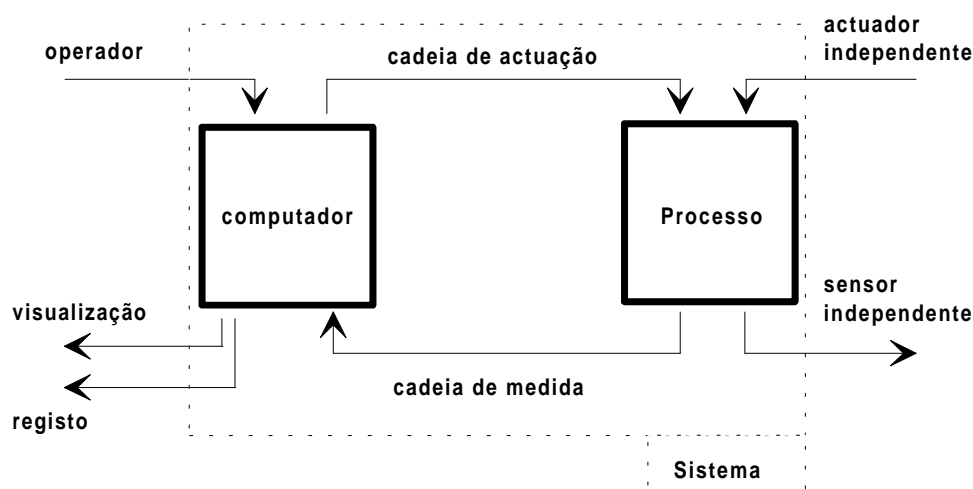 operador
cadeia de actuação
actuador
independente
computador
Processo
visualização
sensor
independente
cadeia de medida
registo
Sistema